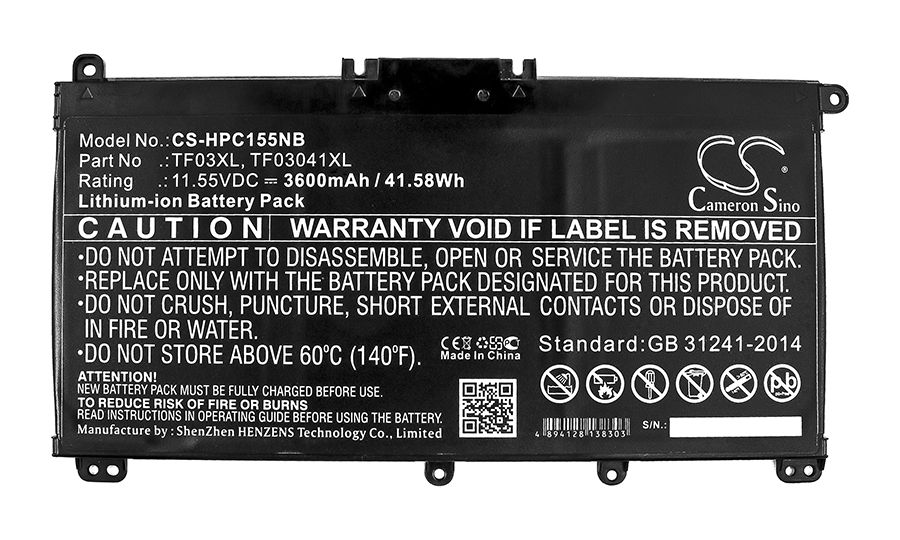 Model No.: CS-HPC155NB
Part No .: TF03XL, TF03041XL
Rating .: 11.55VDC ⎓ 3600mAh / 41.58Wh
Lithium-ion Battery Pack
CS
Cameron Sino
CAUTION WARRANTY VOID IF LABEL IS REMOVED
•DO NOT ATTEMPT TO DISASSEMBLE, OPEN OR SERVICE THE BATTERY PACK.
•REPLACE ONLY WITH THE BATTERY PACK DESIGNATED FOR THIS PRODUCT.
•DO NOT CRUSH, PUNCTURE, SHORT EXTERNAL CONTACTS OR DISPOSE OF
IN FIRE OR WATER.
•DO NOT STORE ABOVE 60℃ (140℉).
CE
Made In China
Standard: GB 31241-2014
ATTENTION!
NEW BATTERY PACK MUST BE FULLY CHARGED BEFORE USE.
TO REDUCE RISK OF FIRE OR BURNS
READ INSTRUCTIONS IN OPERATING GUIDE BEFORE USING THE BATTERY.
Manufacture by: ShenZhen HENZENS Technology Co., Limited
4 894128 138303
S/N.:
Pb